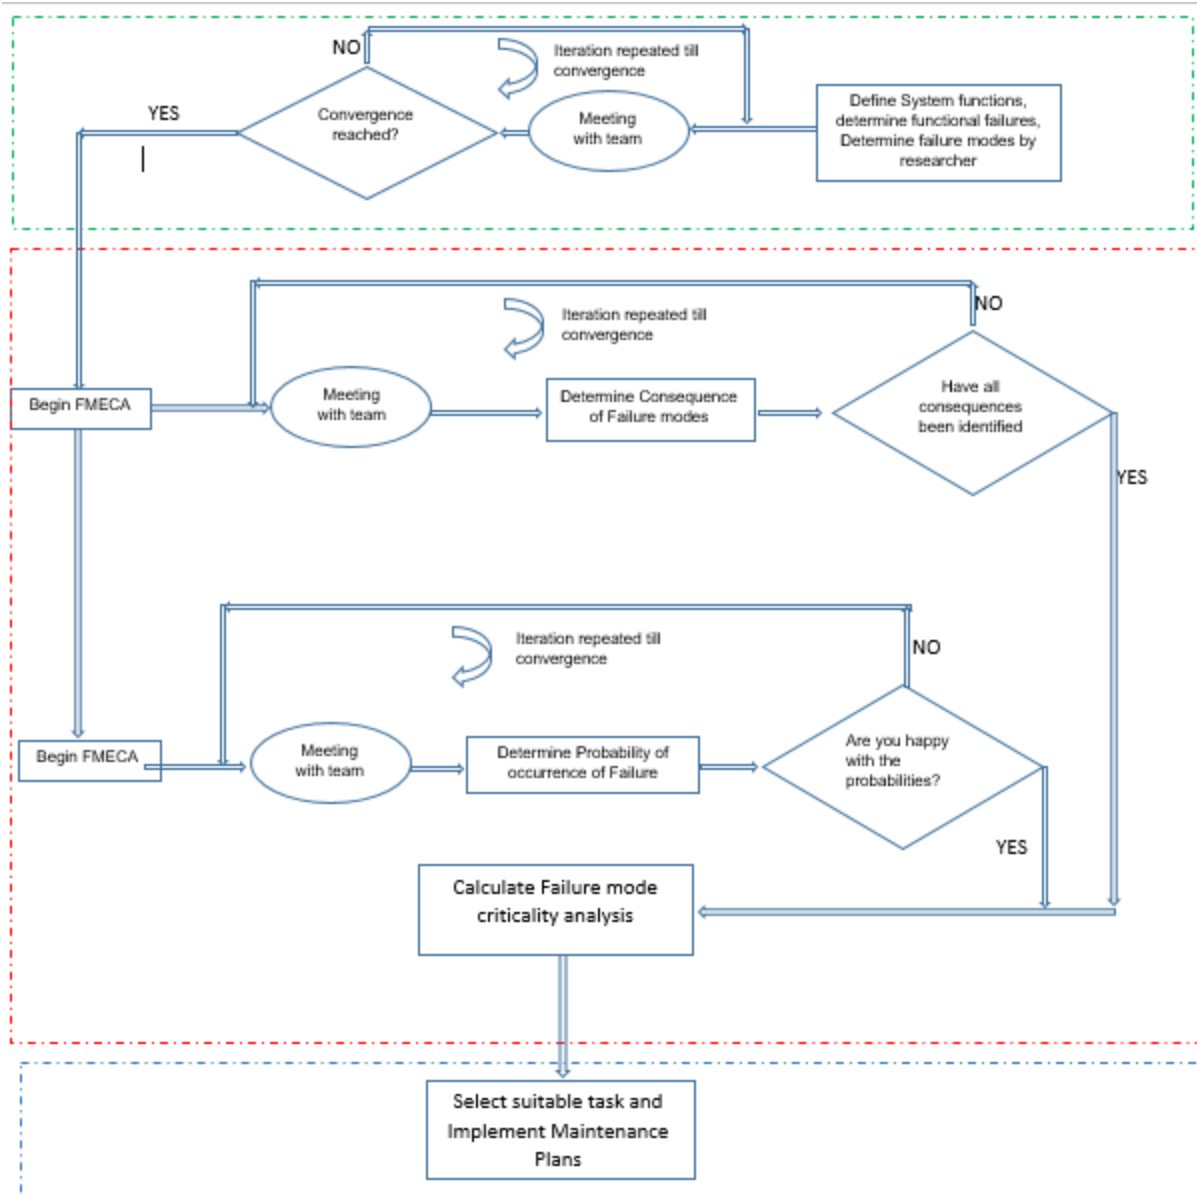 NO
Iteration repeated till
convergence
YES
Convergence
reached?
Meeting
with team
Define System functions,
determine functional failures,
Determine failure modes by
researcher
NO
Iteration repeated till
convergence
Begin FMECA
Meeting
with team
Determine Consequence
of Failure modes
Have all
consequences
been identified
YES
Iteration repeated till
convergence
NO
Begin FMECA
Meeting
with team
Determine Probability of
occurrence of Failure
Are you happy
with the
probabilities?
YES
Calculate Failure mode
criticality analysis
Select suitable task and
Implement Maintenance
Plans